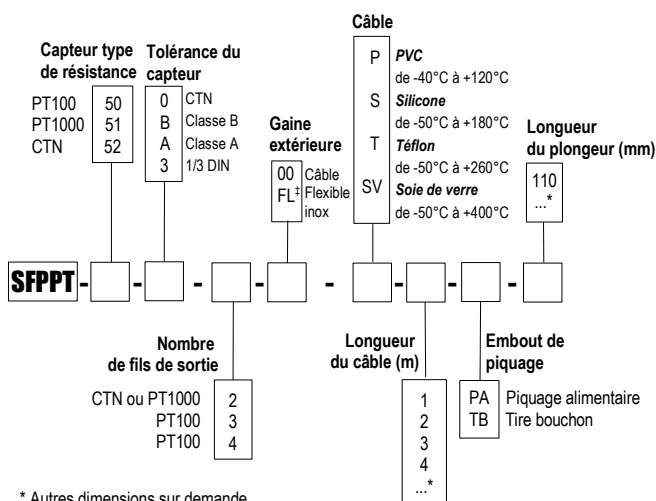 Câble
Capteur type
de résistance
Tolérance du
capteur
PT100 50
PT1000 51
CTN 52
0 CTN
B Classe B
A Classe A
3 1/3 DIN
Gaine
extérieure
00 Câble
FL‡ Flexible
inox
P PVC
de -40°C à +120°C
S Silicone
de -50°C à +180°C
T Téflon
de -50°C à +260°C
SV Soie de verre
de -50°C à +400°C
Longueur
du plongeur (mm)
110
...*
SFPPT - - - - - - - -
Nombre
de fils de sortie
CTN ou PT1000 2
PT100 3
PT100 4
Longueur
du câble (m)
1
2
3
4
...*
Embout de
piquage
PA Piquage alimentaire
TB Tire bouchon
* Autres dimensions sur demande